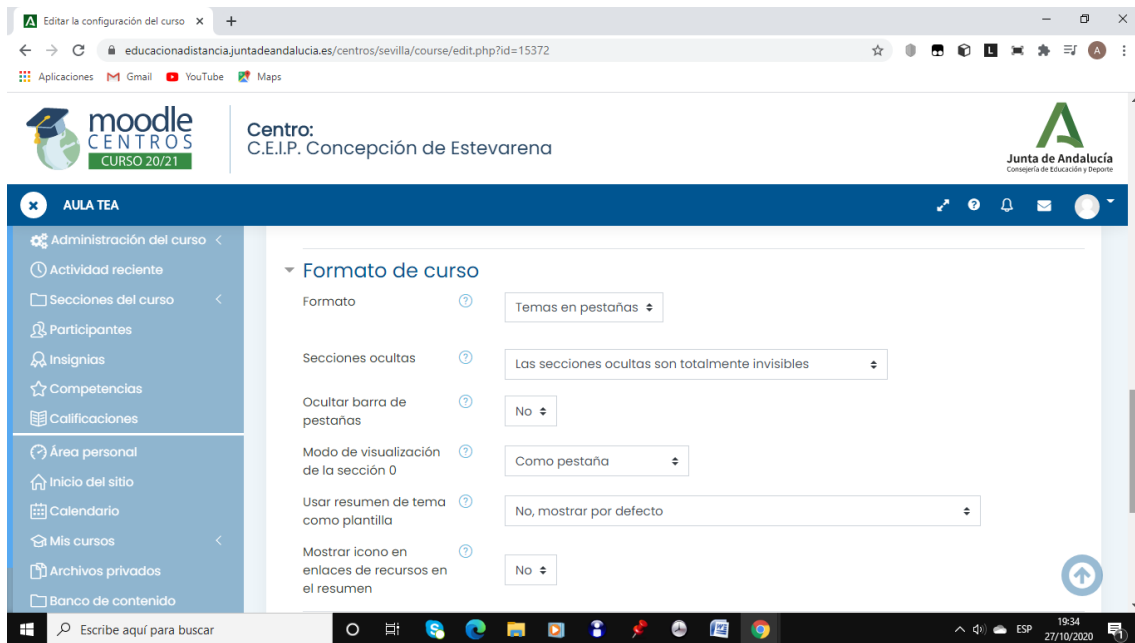 Editar la configuración del curso
educacionadistancia.juntadeandalucia.es/centros/sevilla/course/edit.php?id=15372
A
Aplicaciones Gmail YouTube Maps
moodle
CENTROS
CURSO 20/21
Centro:
C.E.I.P. Concepción de Estevarena
Junta de Andalucía
Consejería de Educación y Deporte
AULA TEA
Administración del curso
Actividad reciente
Secciones del curso
Participantes
Insignias
Competencias
Calificaciones
Área personal
Inicio del sitio
Calendario
Mis cursos
Archivos privados
Banco de contenido
Formato de curso
Formato
Temas en pestañas
Secciones ocultas
Las secciones ocultas son totalmente invisibles
Ocultar barra de
pestañas
No
Modo de visualización
de la sección 0
Como pestaña
Usar resumen de tema
como plantilla
No, mostrar por defecto
Mostrar icono en
enlaces de recursos en
el resumen
No
Escribe aquí para buscar
ESP
19:34
27/10/2020